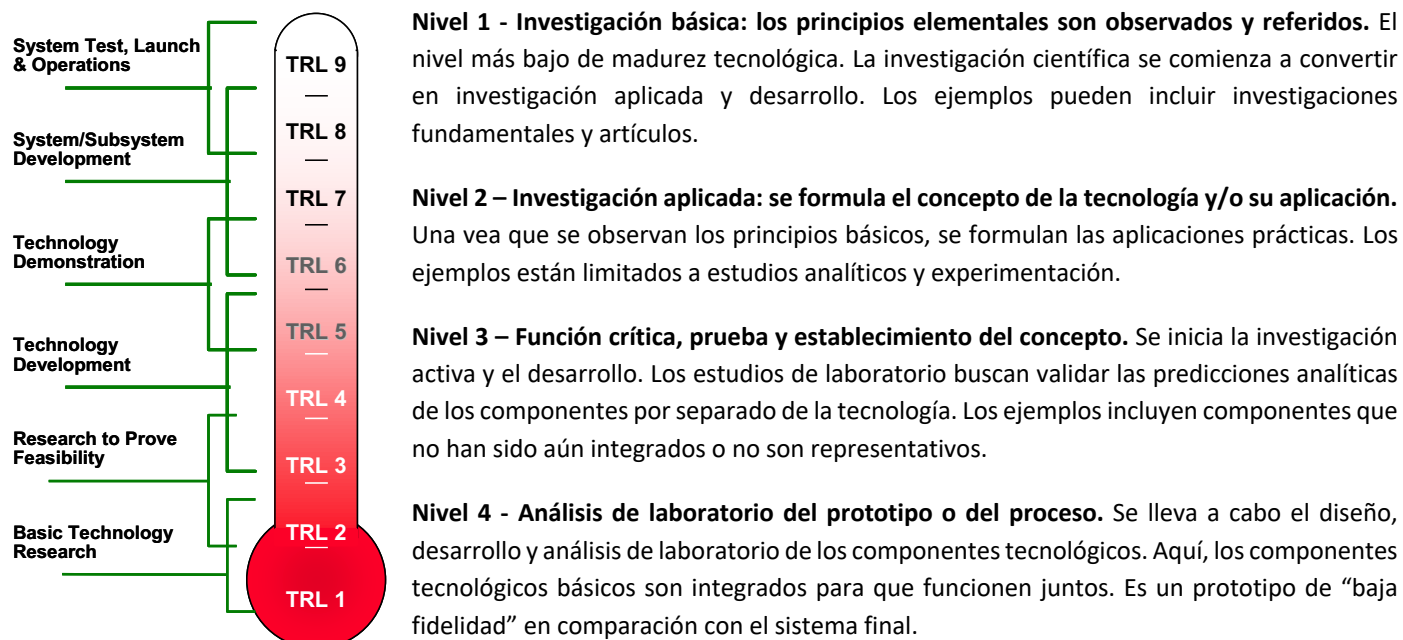 System Test, Launch
& Operations
System/Subsystem
Development
Technology
Demonstration
Technology
Development
Research to Prove
Feasibility
Basic Technology
Research
TRL 9
TRL 8
TRL 7
TRL 6
TRL 5
TRL 4
TRL 3
TRL 2
TRL 1
Nivel 1 - Investigación básica: los principios elementales son observados y referidos. El
nivel más bajo de madurez tecnológica. La investigación científica se comienza a convertir
en investigación aplicada y desarrollo. Los ejemplos pueden incluir investigaciones
fundamentales y artículos.
Nivel 2 – Investigación aplicada: se formula el concepto de la tecnología y/o su aplicación.
Una vea que se observan los principios básicos, se formulan las aplicaciones prácticas. Los
ejemplos están limitados a estudios analíticos y experimentación.
Nivel 3 – Función crítica, prueba y establecimiento del concepto. Se inicia la investigación
activa y el desarrollo. Los estudios de laboratorio buscan validar las predicciones analíticas
de los componentes por separado de la tecnología. Los ejemplos incluyen componentes que
no han sido aún integrados o no son representativos.
Nivel 4 - Análisis de laboratorio del prototipo o del proceso. Se lleva a cabo el diseño,
desarrollo y análisis de laboratorio de los componentes tecnológicos. Aquí, los componentes
tecnológicos básicos son integrados para que funcionen juntos. Es un prototipo de “baja
fidelidad” en comparación con el sistema final.